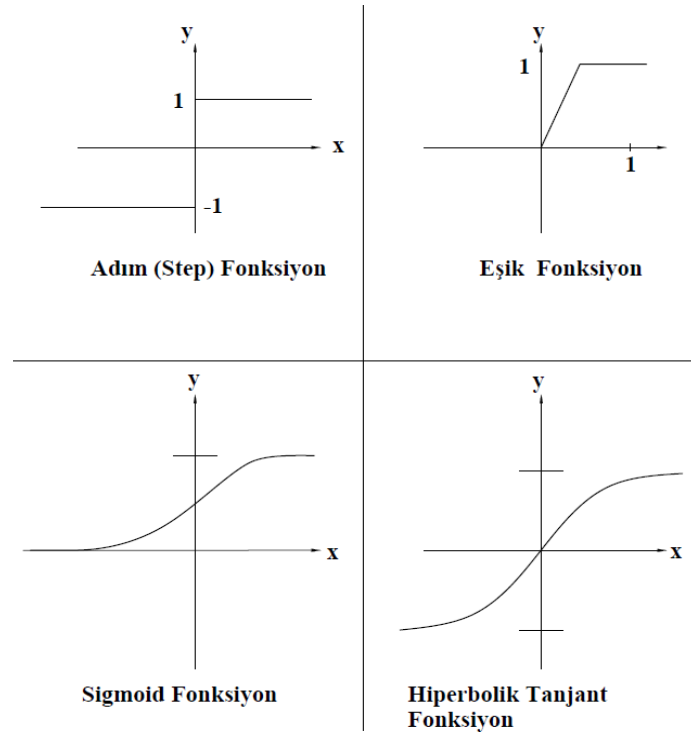 y
1
x
-1
Adım (Step) Fonksiyon
y
1
1
Eşik Fonksiyon
y
x
Sigmoid Fonksiyon
y
x
Hiperbolik Tanjant
Fonksiyon